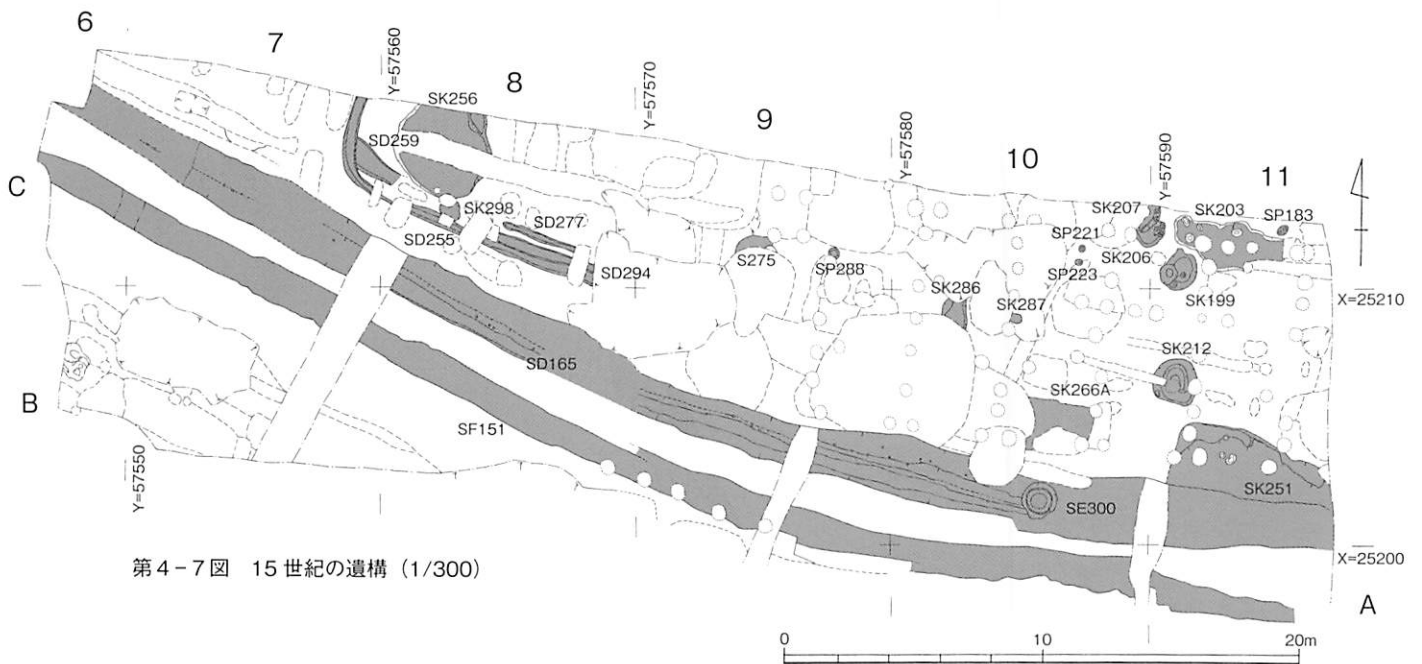 6
7
Y=57560
8
Y=57570
9
Y=57580
10
Y=57590
11
SK256
SD259
C
SK298
SD277
SD255
SD294
S275
SP288
SK286
SK287
SP221
SP223
SK207
SK203
SP183
SK206
SK199
X=25210
SK212
SD165
B
SF151
SK266A
SK251
SE300
Y=57550
X=25200
第4-7図 15世紀の遺構 (1/300)
A
0 10 20m